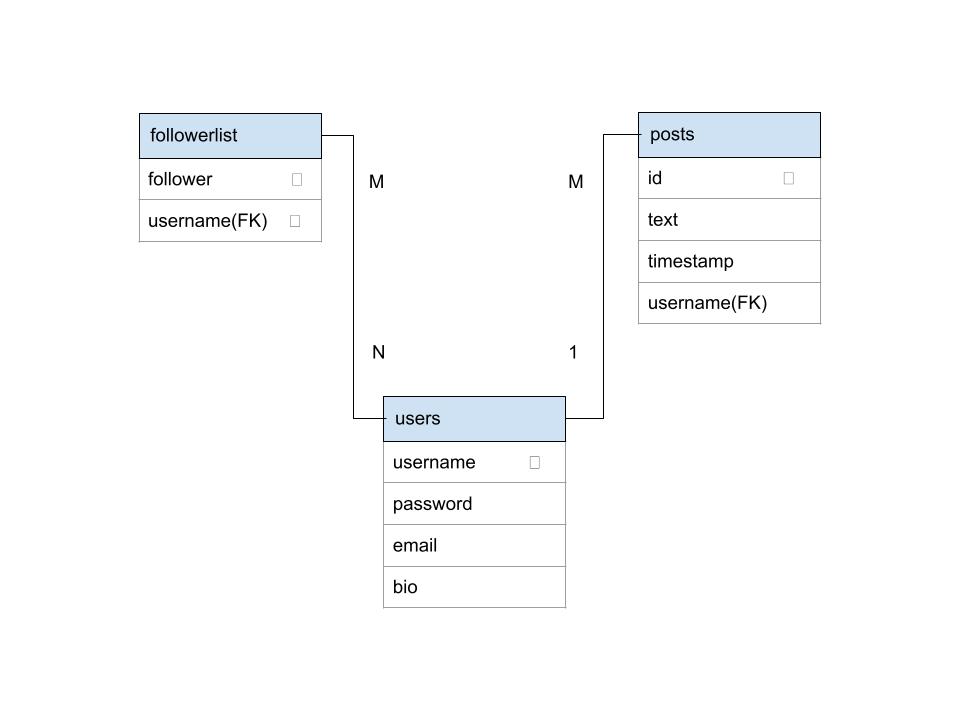 followerlist
follower
username(FK)
M
N
posts
id
text
timestamp
username(FK)
M
1
users
username
password
email
bio